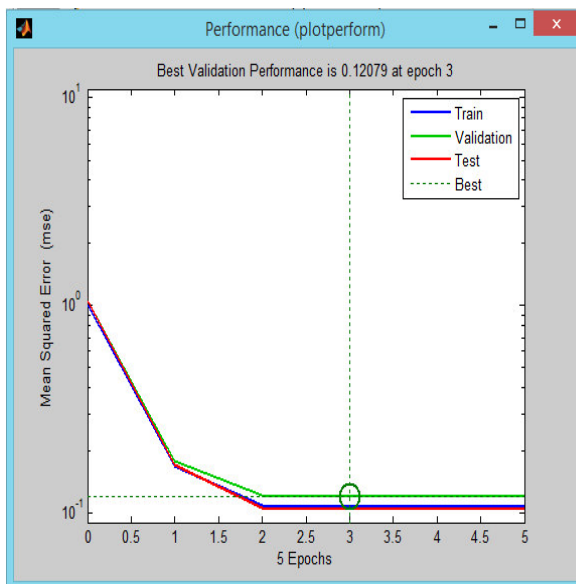 Performance (plotperform)
Best Validation Performance is 0.12079 at epoch 3
10^1
10^0
10^-1
Mean Squared Error (mse)
Train
Validation
Test
Best
0 0.5 1 1.5 2 2.5 3 3.5 4 4.5 5
5 Epochs